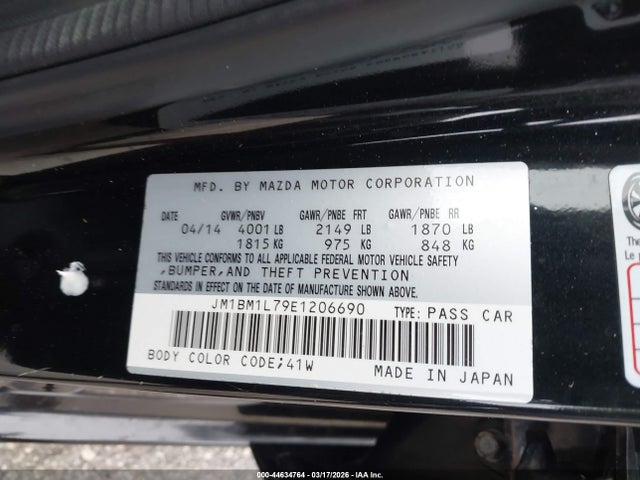 MFD. BY MAZDA MOTOR CORPORATION
DATE GVWR/PNBV GAWR/PNBE FRT GAWR/PNBE RR
04/14 4001 LB 2149 LB 1870 LB
1815 KG 975 KG 848 KG
THIS VEHICLE CONFORMS TO ALL APPLICABLE FEDERAL MOTOR VEHICLE SAFETY
,BUMPER,AND THEFT PREVENTION
STANDARDS IN EFFECT ON THE DATE OF MANUFACTURE SHOWN ABOVE.
JM1BM1L79E1206690 TYPE: PASS CAR
BODY COLOR CODE;41W MADE IN JAPAN
The
Le p
000-44634764 | 03/17/2026 | IAA Inc.